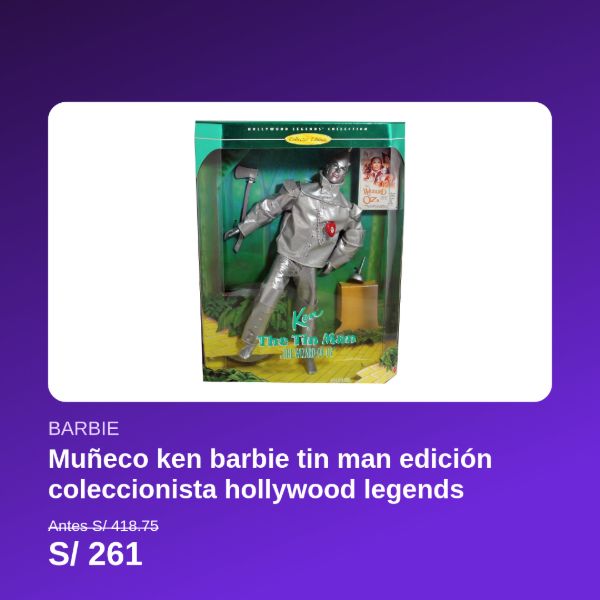 HOLLYWOOD LEGENDS COLLECTION
Ken
The Tin Man
BARBIE
Muñeco ken barbie tin man edición
coleccionista hollywood legends
Antes S/ 418.75
S/ 261